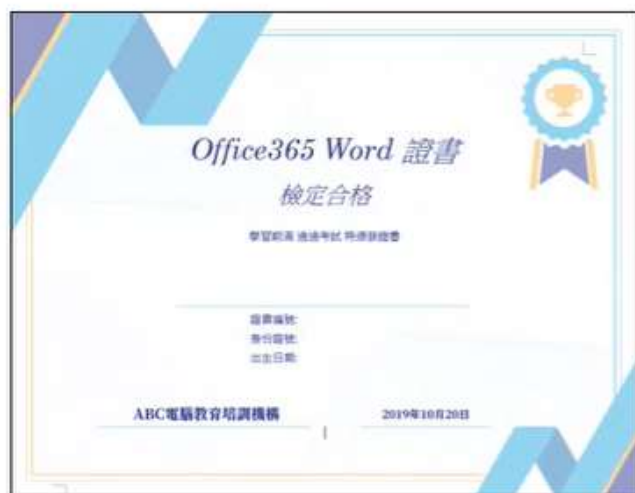 Office365 Word 證書
檢定合格
學習期滿 通過考試 特頒發證書
證書編號:
身份證號:
出生日期:
ABC電腦教育培訓機構
2019年10月20日